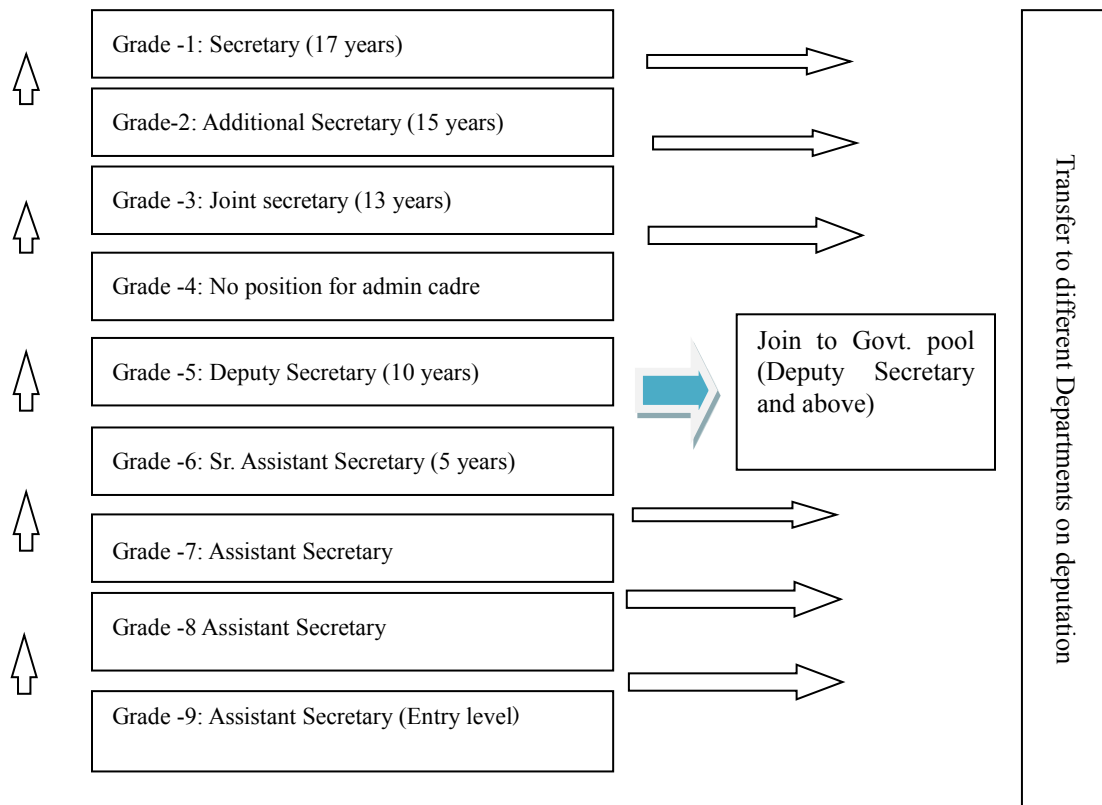 Grade -1: Secretary (17 years)
Grade-2: Additional Secretary (15 years)
Grade -3: Joint secretary (13 years)
Grade -4: No position for admin cadre
Grade -5: Deputy Secretary (10 years)
Grade -6: Sr. Assistant Secretary (5 years)
Grade -7: Assistant Secretary
Grade -8 Assistant Secretary
Grade -9: Assistant Secretary (Entry level)
Join to Govt. pool
(Deputy Secretary
and above)
Transfer to different Departments on deputation